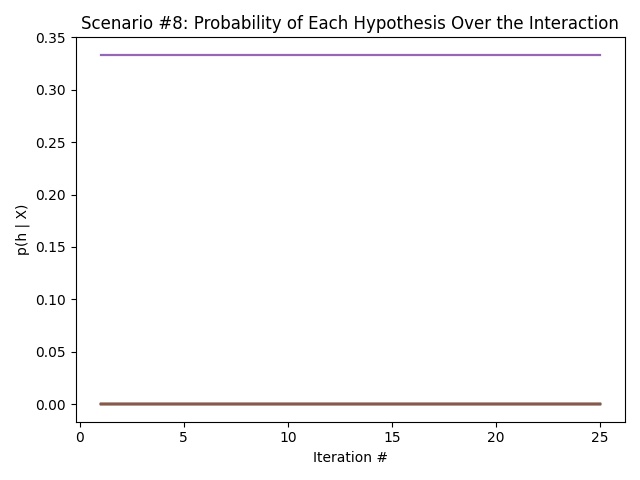 Scenario #8: Probability of Each Hypothesis Over the Interaction
0.35
0.30
0.25
0.20
0.15
0.10
0.05
0.00
p(h | X)
0 5 10 15 20 25
Iteration #